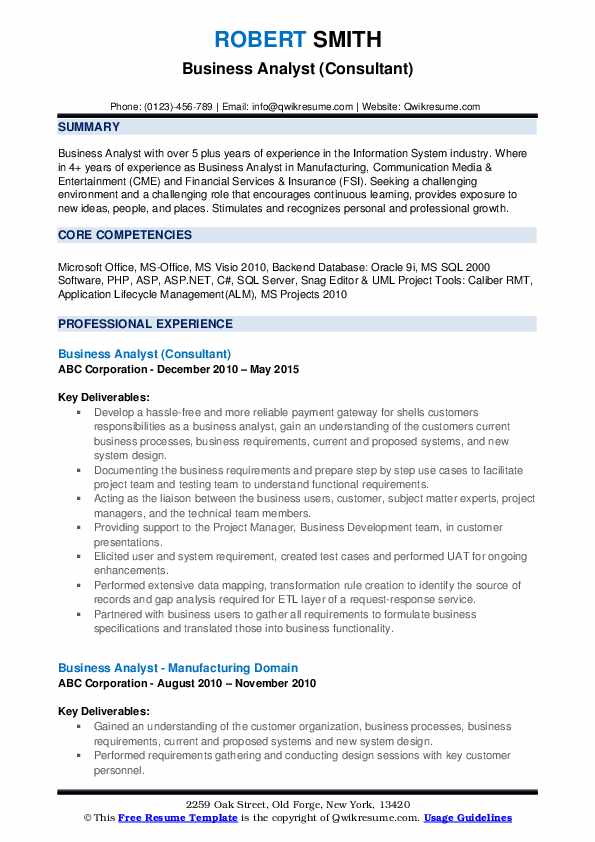 ROBERT SMITH
Business Analyst (Consultant)
Phone: (0123)-456-789 | Email: info@qwikresume.com | Website: Qwikresume.com
SUMMARY
Business Analyst with over 5 plus years of experience in the Information System industry. Where
in 4+ years of experience as Business Analyst in Manufacturing, Communication Media &
Entertainment (CME) and Financial Services & Insurance (FSI). Seeking a challenging
environment and a challenging role that encourages continuous learning, provides exposure to
new ideas, people, and places. Stimulates and recognizes personal and professional growth.
CORE COMPETENCIES
Microsoft Office, MS-Office, MS Visio 2010, Backend Database: Oracle 9i, MS SQL 2000
Software, PHP, ASP, ASP.NET, C#, SQL Server, Snag Editor & UML Project Tools: Caliber RMT,
Application Lifecycle Management(ALM), MS Projects 2010
PROFESSIONAL EXPERIENCE
Business Analyst (Consultant)
ABC Corporation - December 2010 – May 2015
Key Deliverables:
▪ Develop a hassle-free and more reliable payment gateway for shells customers
responsibilities as a business analyst, gain an understanding of the customers current
business processes, business requirements, current and proposed systems, and new
system design.
▪ Documenting the business requirements and prepare step by step use cases to facilitate
project team and testing team to understand functional requirements.
▪ Acting as the liaison between the business users, customer, subject matter experts, project
managers, and the technical team members.
▪ Providing support to the Project Manager, Business Development team, in customer
presentations.
▪ Elicited user and system requirement, created test cases and performed UAT for ongoing
enhancements.
▪ Performed extensive data mapping, transformation rule creation to identify the source of
records and gap analysis required for ETL layer of a request-response service.
▪ Partnered with business users to gather all requirements to formulate business
specifications and translated those into business functionality.
Business Analyst - Manufacturing Domain
ABC Corporation - August 2010 – November 2010
Key Deliverables:
▪ Gained an understanding of the customer organization, business processes, business
requirements, current and proposed systems and new system design.
▪ Performed requirements gathering and conducting design sessions with key customer
personnel.
2259 Oak Street, Old Forge, New York, 13420
© This Free Resume Template is the copyright of Qwikresume.com. Usage Guidelines